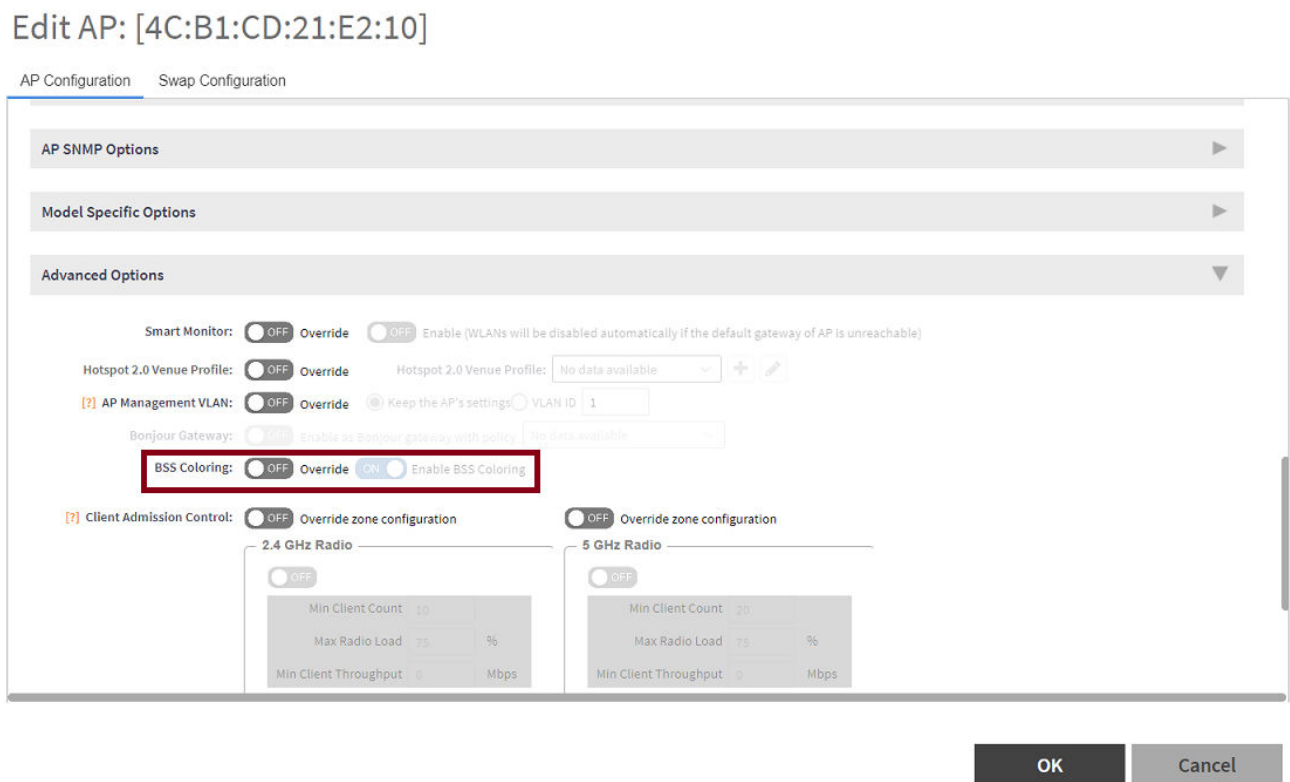 Edit AP: [4C:B1:CD:21:E2:10]
AP Configuration Swap Configuration
AP SNMP Options
Model Specific Options
Advanced Options
Smart Monitor: OFF Override OFF Enable (WLANs will be disabled automatically if the default gateway of AP is unreachable)
Hotspot 2.0 Venue Profile: OFF Override Hotspot 2.0 Venue Profile: No data available
[?] AP Management VLAN: OFF Override Keep the AP's settings VLAN ID 1
Bonjour Gateway: OFF Enable as Bonjour gateway with policy No data available
BSS Coloring: OFF Override ON Enable BSS Coloring
[?] Client Admission Control: OFF Override zone configuration OFF Override zone configuration
2.4 GHz Radio 5 GHz Radio
OFF OFF
Min Client Count 10 Min Client Count 20
Max Radio Load 75 % Max Radio Load 75 %
Min Client Throughput 0 Mbps Min Client Throughput 0 Mbps
OK Cancel